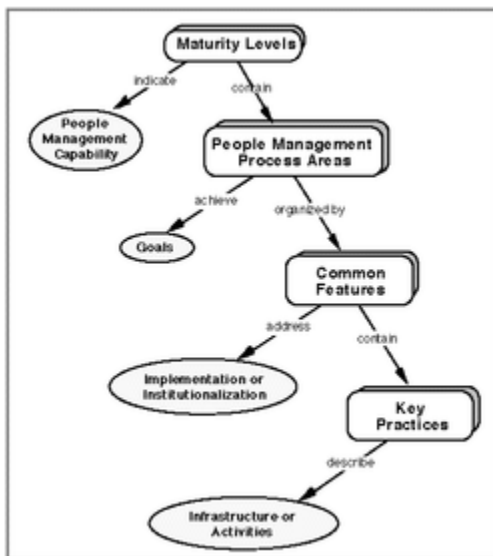 Maturity Levels
indicate
contain
People
Management
Capability
People Management
Process Areas
achieve
organized by
Goals
Common
Features
address
contain
Implementation or
Institutionalization
Key
Practices
describe
Infrastructure or
Activities